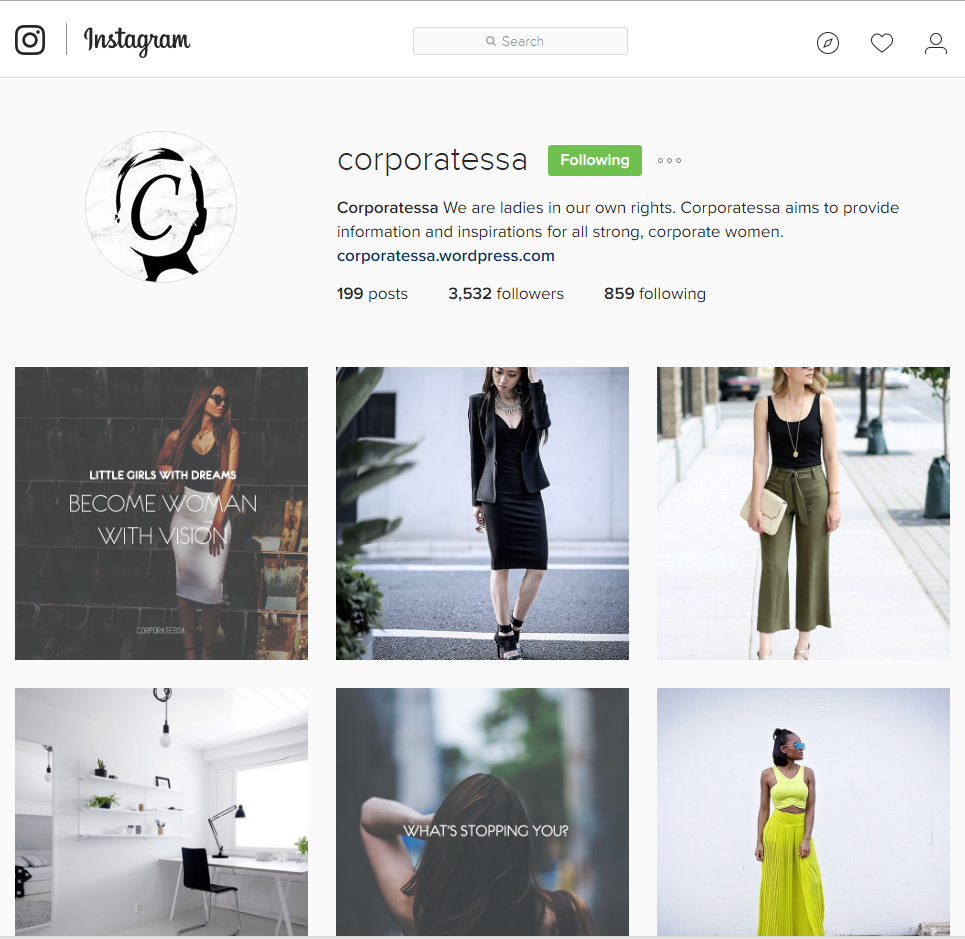 Instagram
Search
C
corporatessa Following
Corporatessa We are ladies in our own rights. Corporatessa aims to provide
information and inspirations for all strong, corporate women.
corporatessa.wordpress.com
199 posts 3,532 followers 859 following
LITTLE GIRLS WITH DREAMS
BECOME WOMAN
WITH VISION
CORPORATESSA
WHAT'S STOPPING YOU?